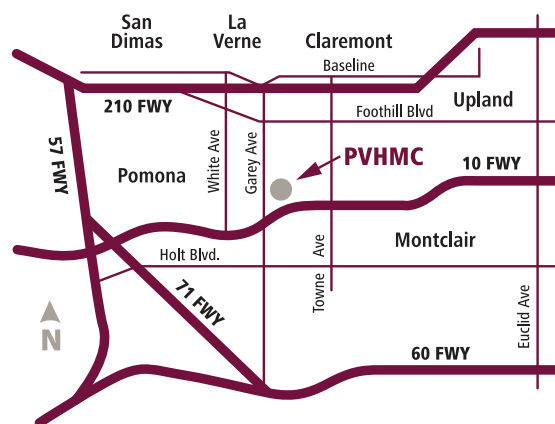 San
Dimas
La
Verne
Claremont
Baseline
210 FWY
Foothill Blvd
Upland
57 FWY
Pomona
White Ave
Garey Ave
PVHMC
10 FWY
Holt Blvd.
Towne Ave
Montclair
71 FWY
N
60 FWY
Euclid Ave